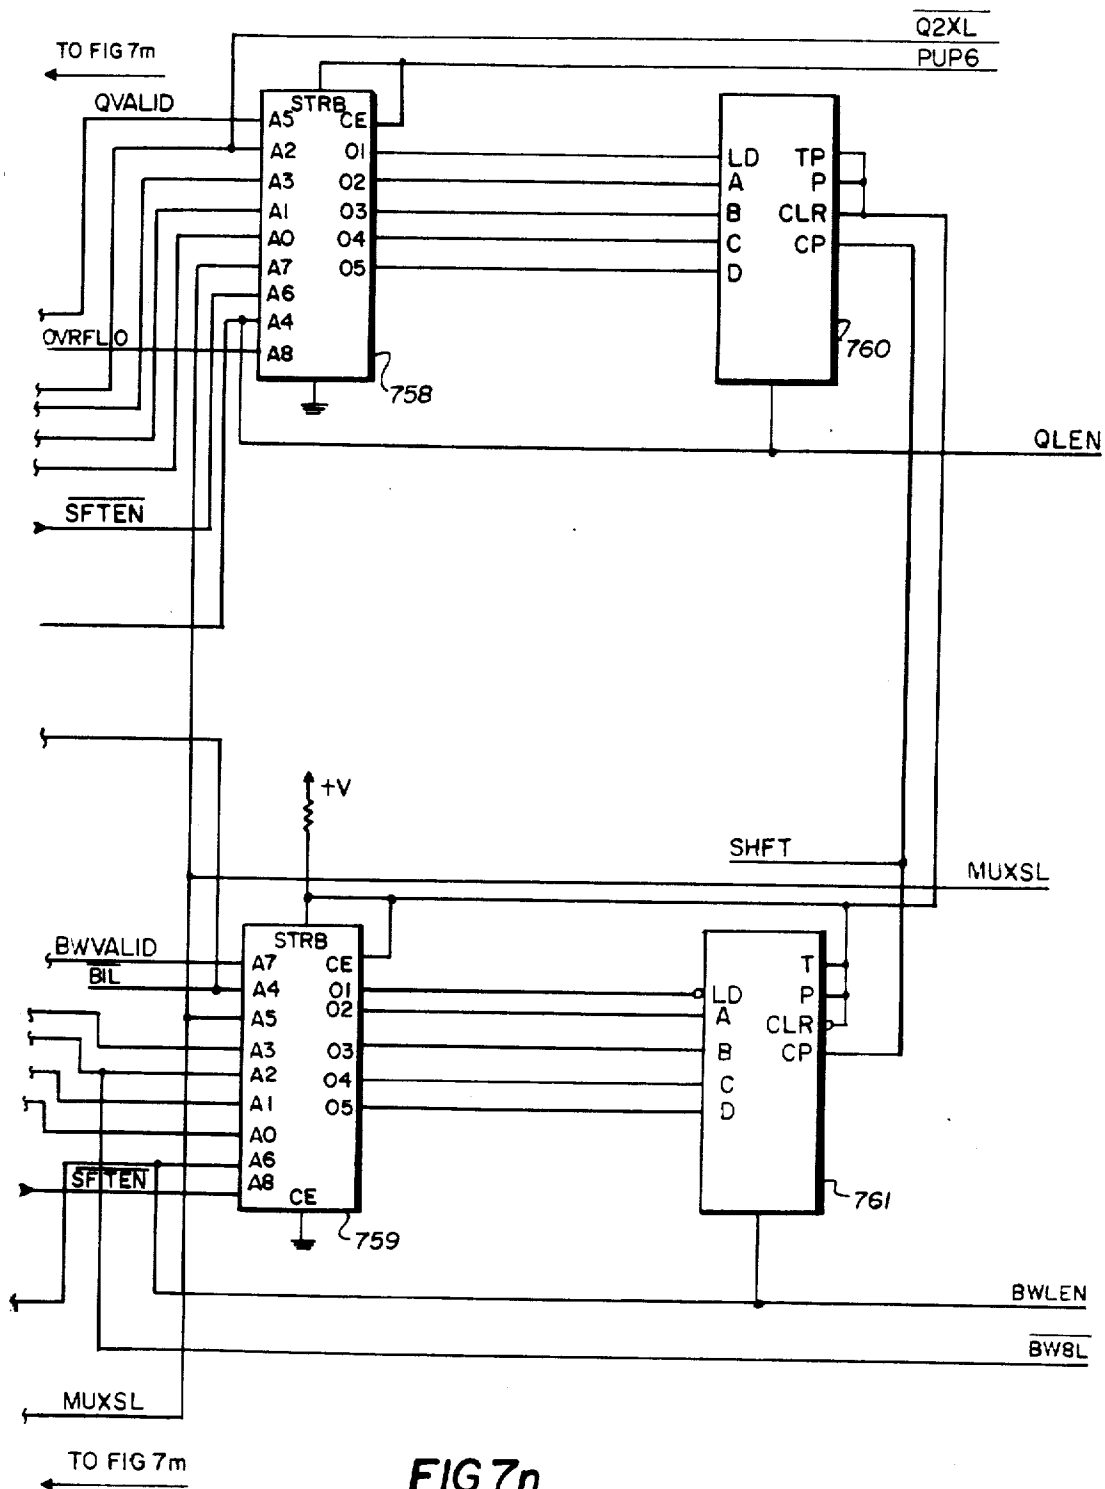 Q2XL
TO FIG 7m
PUP6
QVALID
STRB
A5 CE
A2 O1 LD TP
A3 O2 A P
A1 O3 B CLR
A0 O4 C CP
A7 O5 D
A6
A4
OVRFLO A8
758
760
QLEN
SFTEN
+V
SHFT
MUXSL
BWVALID
STRB
A7 CE T
BIL A4 O1 LD P
A5 O2 A CLR
A3 O3 B CP
A2 O4 C
A1 O5 D
A0
A6
SFTEN A8
CE
759
761
BWLEN
BW8L
MUXSL
TO FIG 7m
FIG 7n